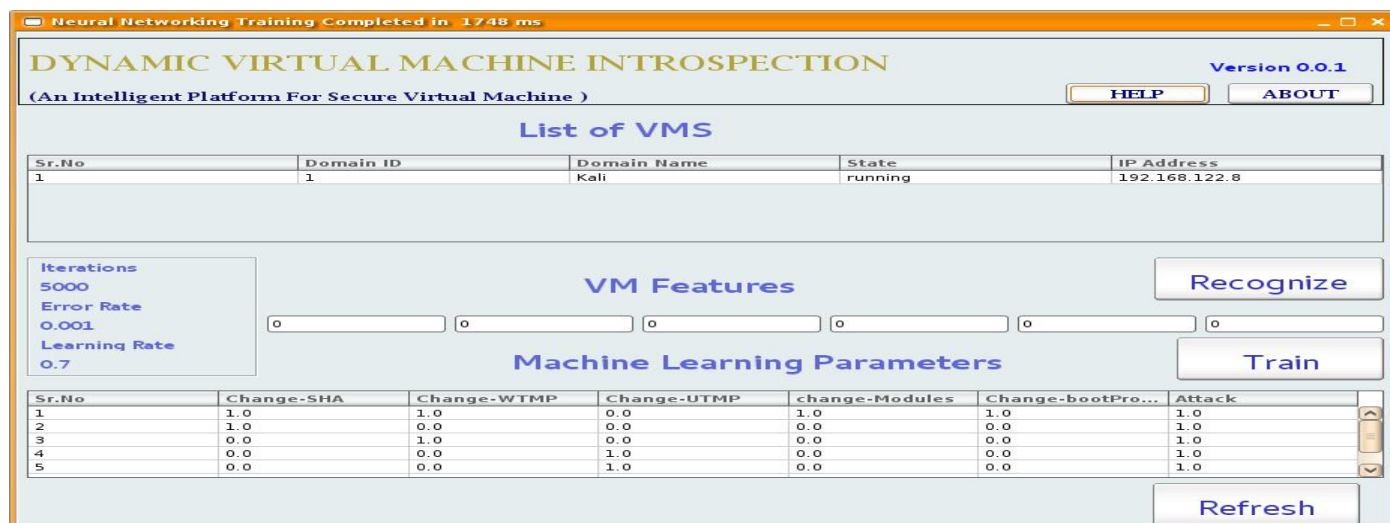 Neural Networking Training Completed in 1748 ms
DYNAMIC VIRTUAL MACHINE INTROSPECTION
Version 0.0.1
(An Intelligent Platform For Secure Virtual Machine )
HELP ABOUT
List of VMS
Sr.No Domain ID Domain Name State IP Address
1 1 Kali running 192.168.122.8
Iterations
5000
Error Rate
0.001
Learning Rate
0.7
VM Features
Recognize
0 0 0 0 0 0
Machine Learning Parameters
Train
Sr.No Change-SHA Change-WTMP Change-UTMP change-Modules Change-bootPro... Attack
1 1.0 1.0 0.0 1.0 1.0 1.0
2 1.0 0.0 0.0 0.0 0.0 1.0
3 0.0 1.0 0.0 0.0 0.0 1.0
4 0.0 0.0 1.0 0.0 0.0 1.0
5 0.0 0.0 1.0 0.0 0.0 1.0
Refresh